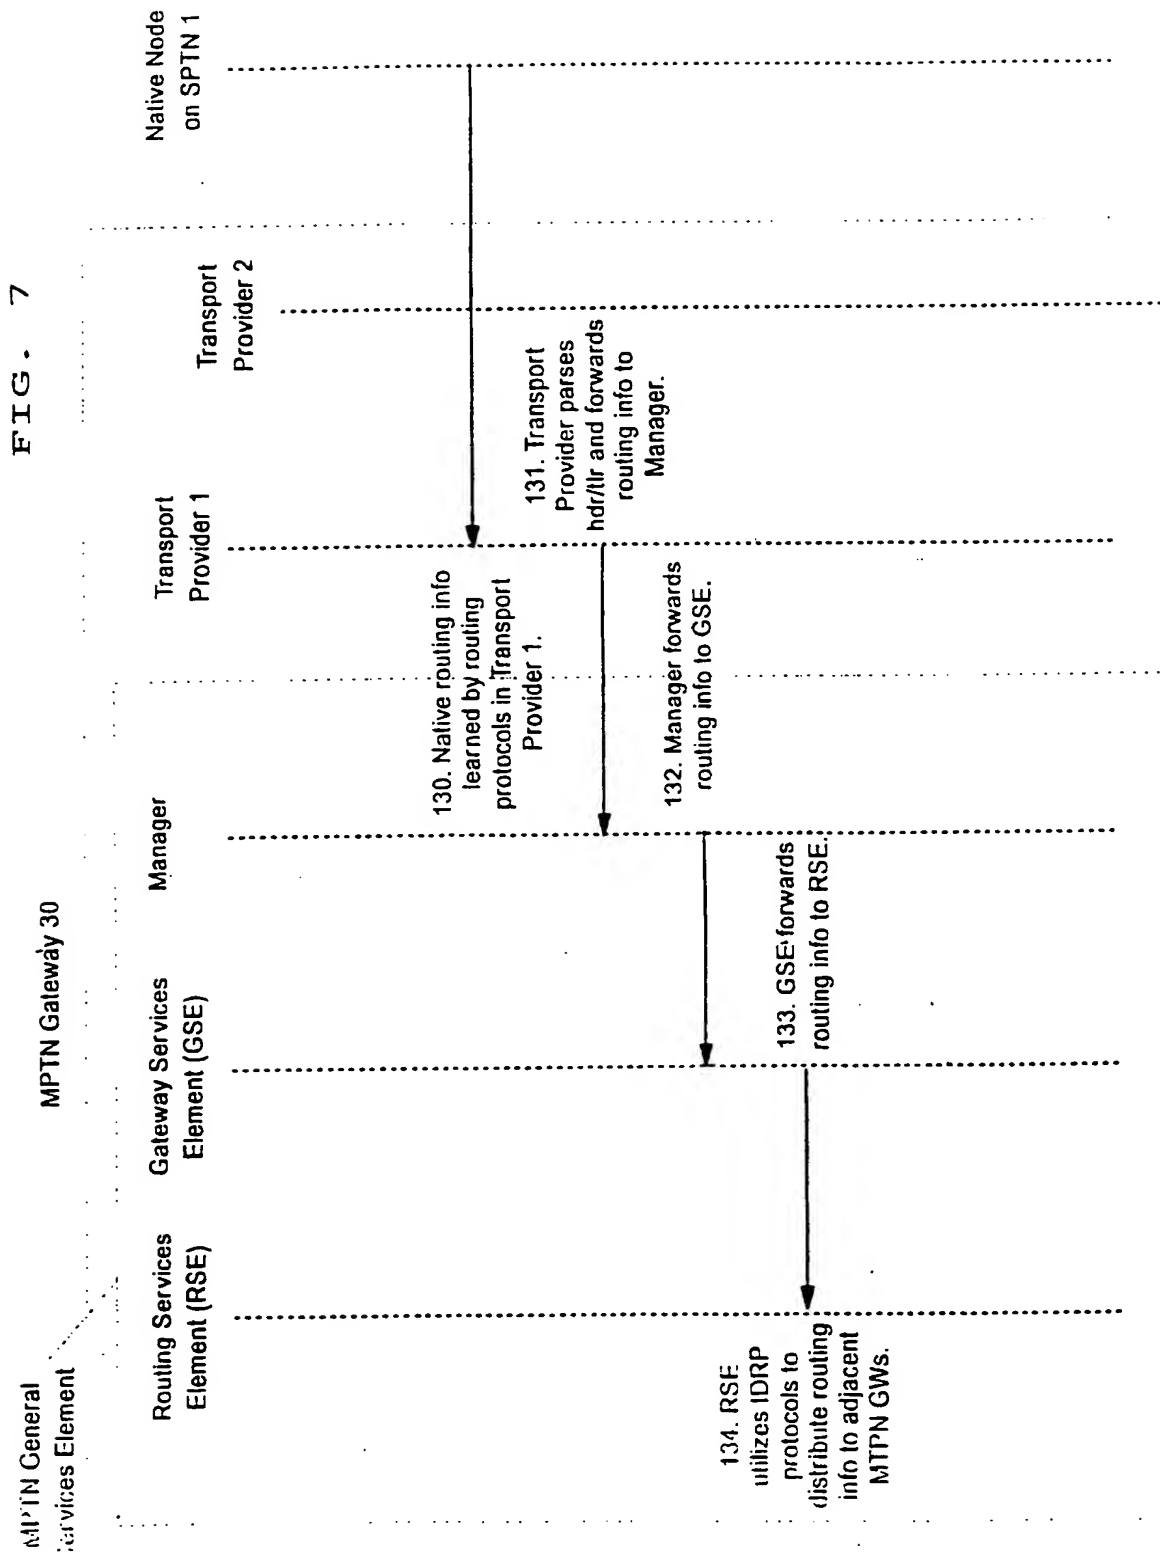 FIG. 7
MPTN Gateway 30
MPTN General
Services Element
Routing Services
Element (RSE)
Gateway Services
Element (GSE)
Manager
Transport
Provider 1
Transport
Provider 2
Native Node
on SPTN 1
130. Native routing info
learned by routing
protocols in Transport
Provider 1.
131. Transport
Provider parses
hdr/tlr and forwards
routing info to
Manager.
132. Manager forwards
routing info to GSE.
133. GSE forwards
routing info to RSE.
134. RSE
utilizes IDRP
protocols to
distribute routing
info to adjacent
MTPN GWs.